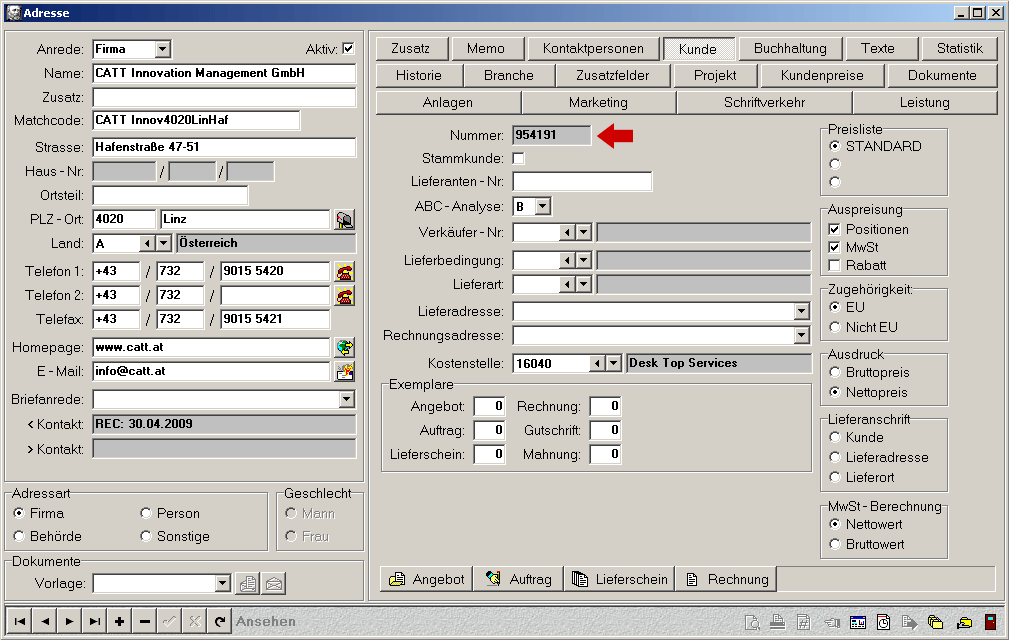 Adresse
Anrede: Firma Aktiv:
Name: CATT Innovation Management GmbH
Zusatz:
Matchcode: CATT Innov4020LinHaf
Strasse: Hafenstraße 47-51
Haus - Nr: / /
Ortsteil:
PLZ - Ort: 4020 Linz
Land: A Österreich
Telefon 1: +43 / 732 / 9015 5420
Telefon 2: +43 / 732 /
Telefax: +43 / 732 / 9015 5421
Homepage: www.catt.at
E - Mail: info@catt.at
Briefanrede:
< Kontakt: REC: 30.04.2009
> Kontakt:
Adressart
Firma Person
Behörde Sonstige
Geschlecht
Mann
Frau
Dokumente
Vorlage:
Zusatz Memo Kontaktpersonen Kunde Buchhaltung Texte Statistik
Historie Branche Zusatzfelder Projekt Kundenpreise Dokumente
Anlagen Marketing Schriftverkehr Leistung
Nummer: 954191
Stammkunde:
Lieferanten - Nr:
ABC - Analyse: B
Verkäufer - Nr:
Lieferbedingung:
Lieferart:
Lieferadresse:
Rechnungsadresse:
Kostenstelle: 16040 Desk Top Services
Exemplare
Angebot: 0 Rechnung: 0
Auftrag: 0 Gutschrift: 0
Lieferschein: 0 Mahnung: 0
Preisliste
STANDARD
Auspreisung
Positionen
MwSt
Rabatt
Zugehörigkeit:
EU
Nicht EU
Ausdruck
Bruttopreis
Nettopreis
Lieferanschrift
Kunde
Lieferadresse
Lieferort
MwSt - Berechnung
Nettowert
Bruttowert
Angebot Auftrag Lieferschein Rechnung
Ansehen